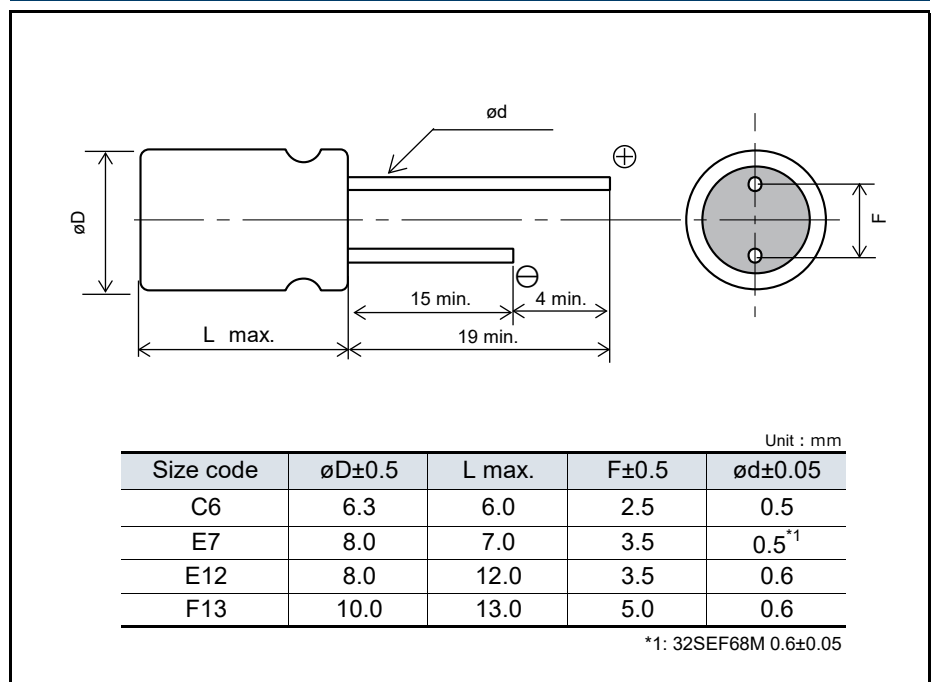 ød
⊕
øD
F
⊖
15 min.
4 min.
L max.
19 min.
Unit : mm
Size code øD±0.5 L max. F±0.5 ød±0.05
C6 6.3 6.0 2.5 0.5
E7 8.0 7.0 3.5 0.5*1
E12 8.0 12.0 3.5 0.6
F13 10.0 13.0 5.0 0.6
*1: 32SEF68M 0.6±0.05